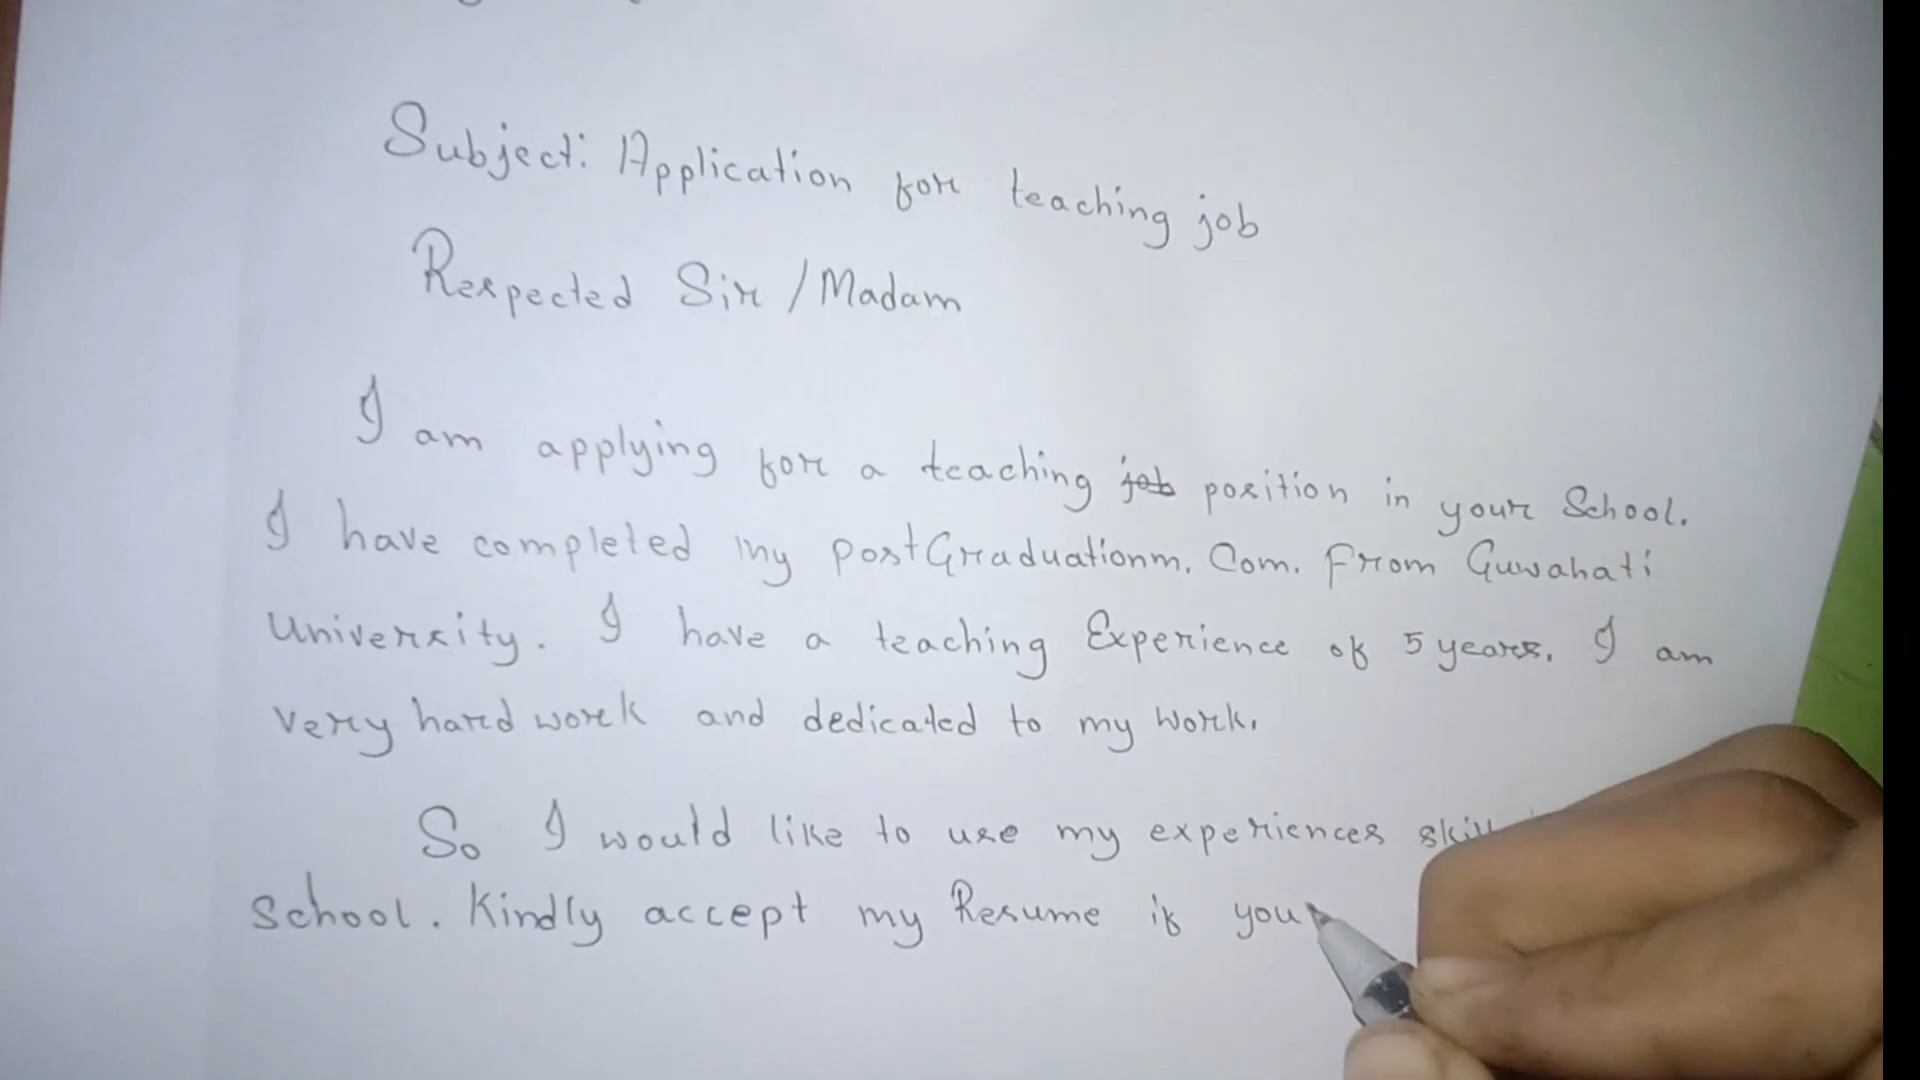 Subject: Application for teaching job
Respected Sir / Madam
I am applying for a teaching job position in your School.
I have completed my postGraduationm. Com. From Guwahati
University. I have a teaching Experience of 5 years. I am
very hard work and dedicated to my work.
So I would like to use my experiences
school. Kindly accept my Resume if you